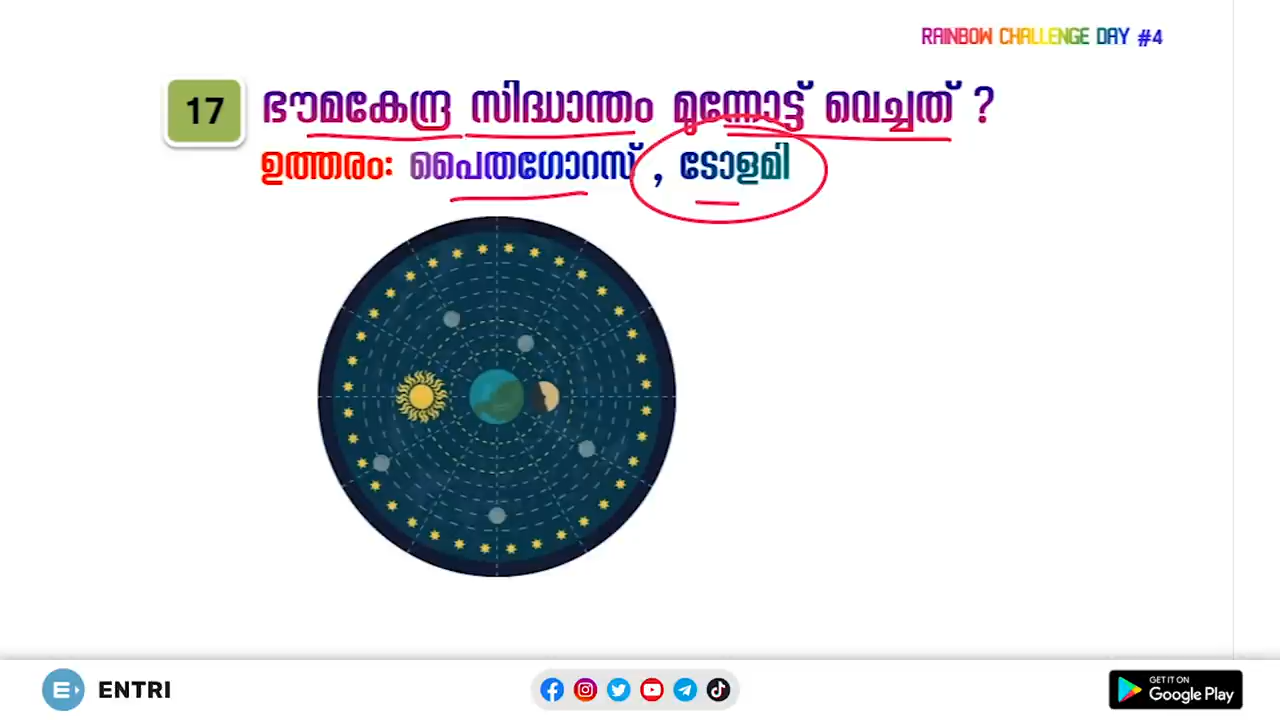 RAINBOW CHALLENGE DAY #4
17 ഭൗമകേന്ദ്ര സിദ്ധാന്തം മുന്നോട്ട് വെച്ചത് ?
ഉത്തരം: പൈതഗോറസ് , ടോളമി
E ENTRI
GET IT ON
Google Play